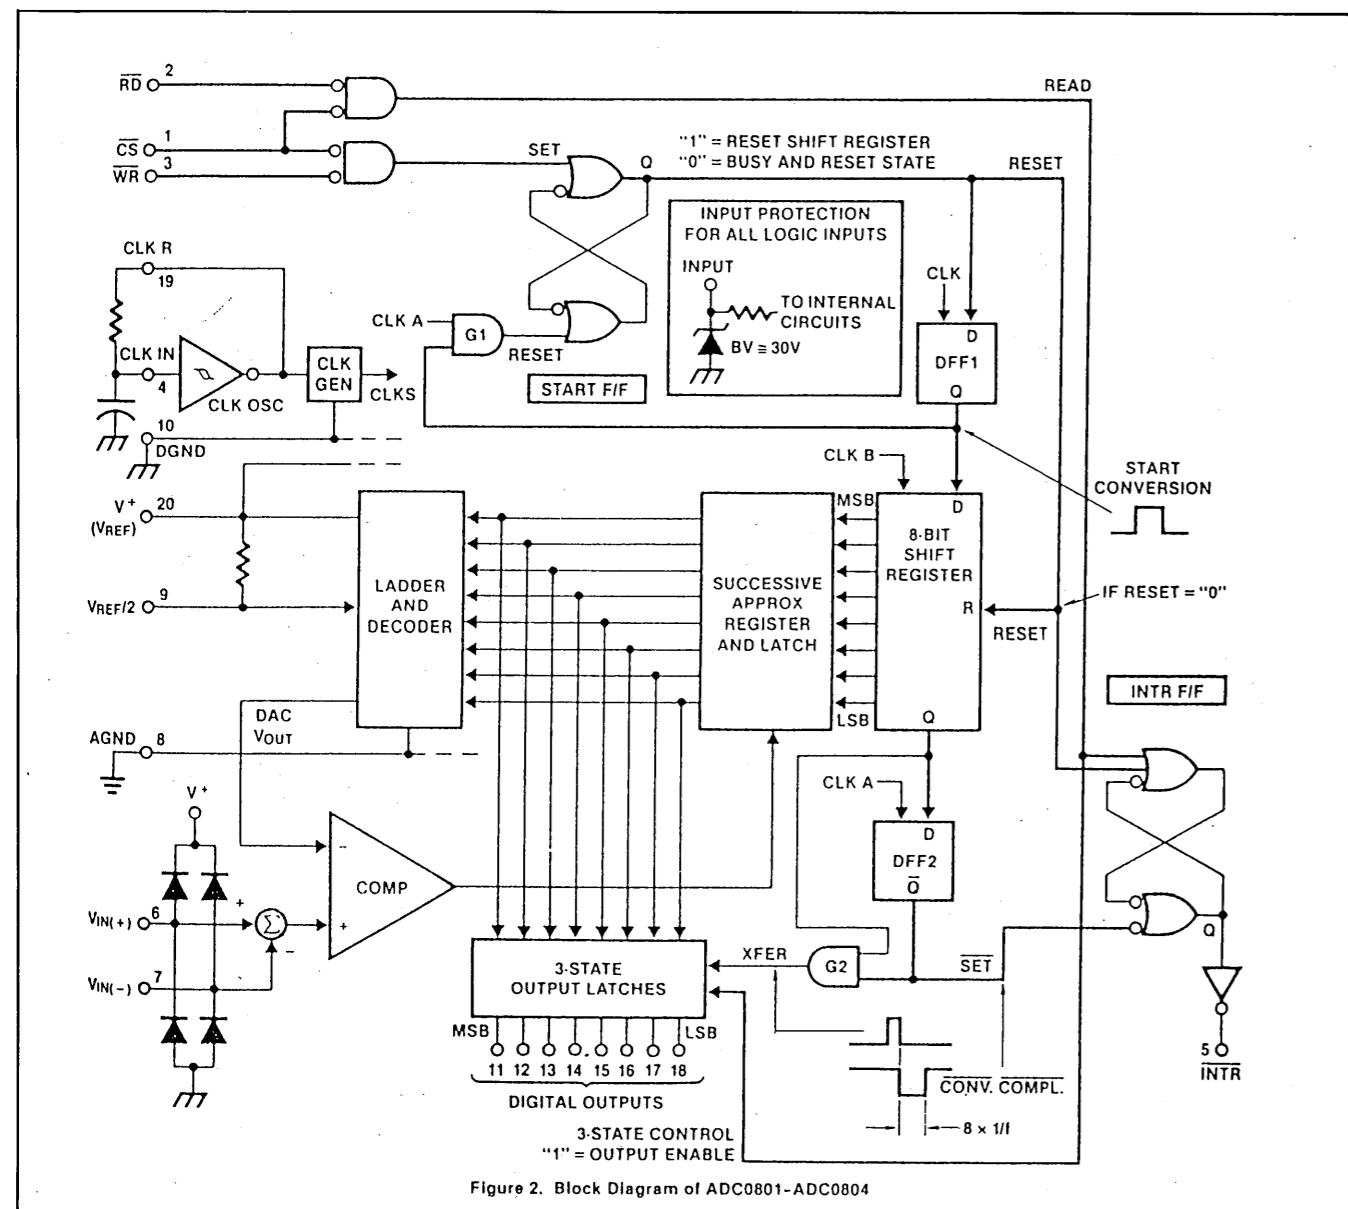 RD 2
READ
CS 1
WR 3
SET
Q
"1" = RESET SHIFT REGISTER
"0" = BUSY AND RESET STATE
RESET
INPUT PROTECTION
FOR ALL LOGIC INPUTS
INPUT
TO INTERNAL
CIRCUITS
BV ≅ 30V
CLK R
19
CLK A
G1
RESET
START F/F
CLK
D
DFF1
Q
CLK IN
4
CLK OSC
CLK
GEN
CLKS
10
DGND
CLK B
START
CONVERSION
V+
(VREF)
20
VREF/2 9
LADDER
AND
DECODER
MSB
SUCCESSIVE
APPROX
REGISTER
AND LATCH
LSB
D
8-BIT
SHIFT
REGISTER
R
Q
RESET
IF RESET = "0"
INTR F/F
AGND 8
DAC
VOUT
V+
COMP
-
+
VIN(+) 6
+
Σ
-
VIN(-) 7
CLK A
D
DFF2
Q
XFER
G2
SET
Q
3-STATE
OUTPUT LATCHES
MSB
LSB
11 12 13 14 15 16 17 18
DIGITAL OUTPUTS
CONV. COMPL.
8 × 1/f
5
INTR
3-STATE CONTROL
"1" = OUTPUT ENABLE
Figure 2. Block Diagram of ADC0801-ADC0804